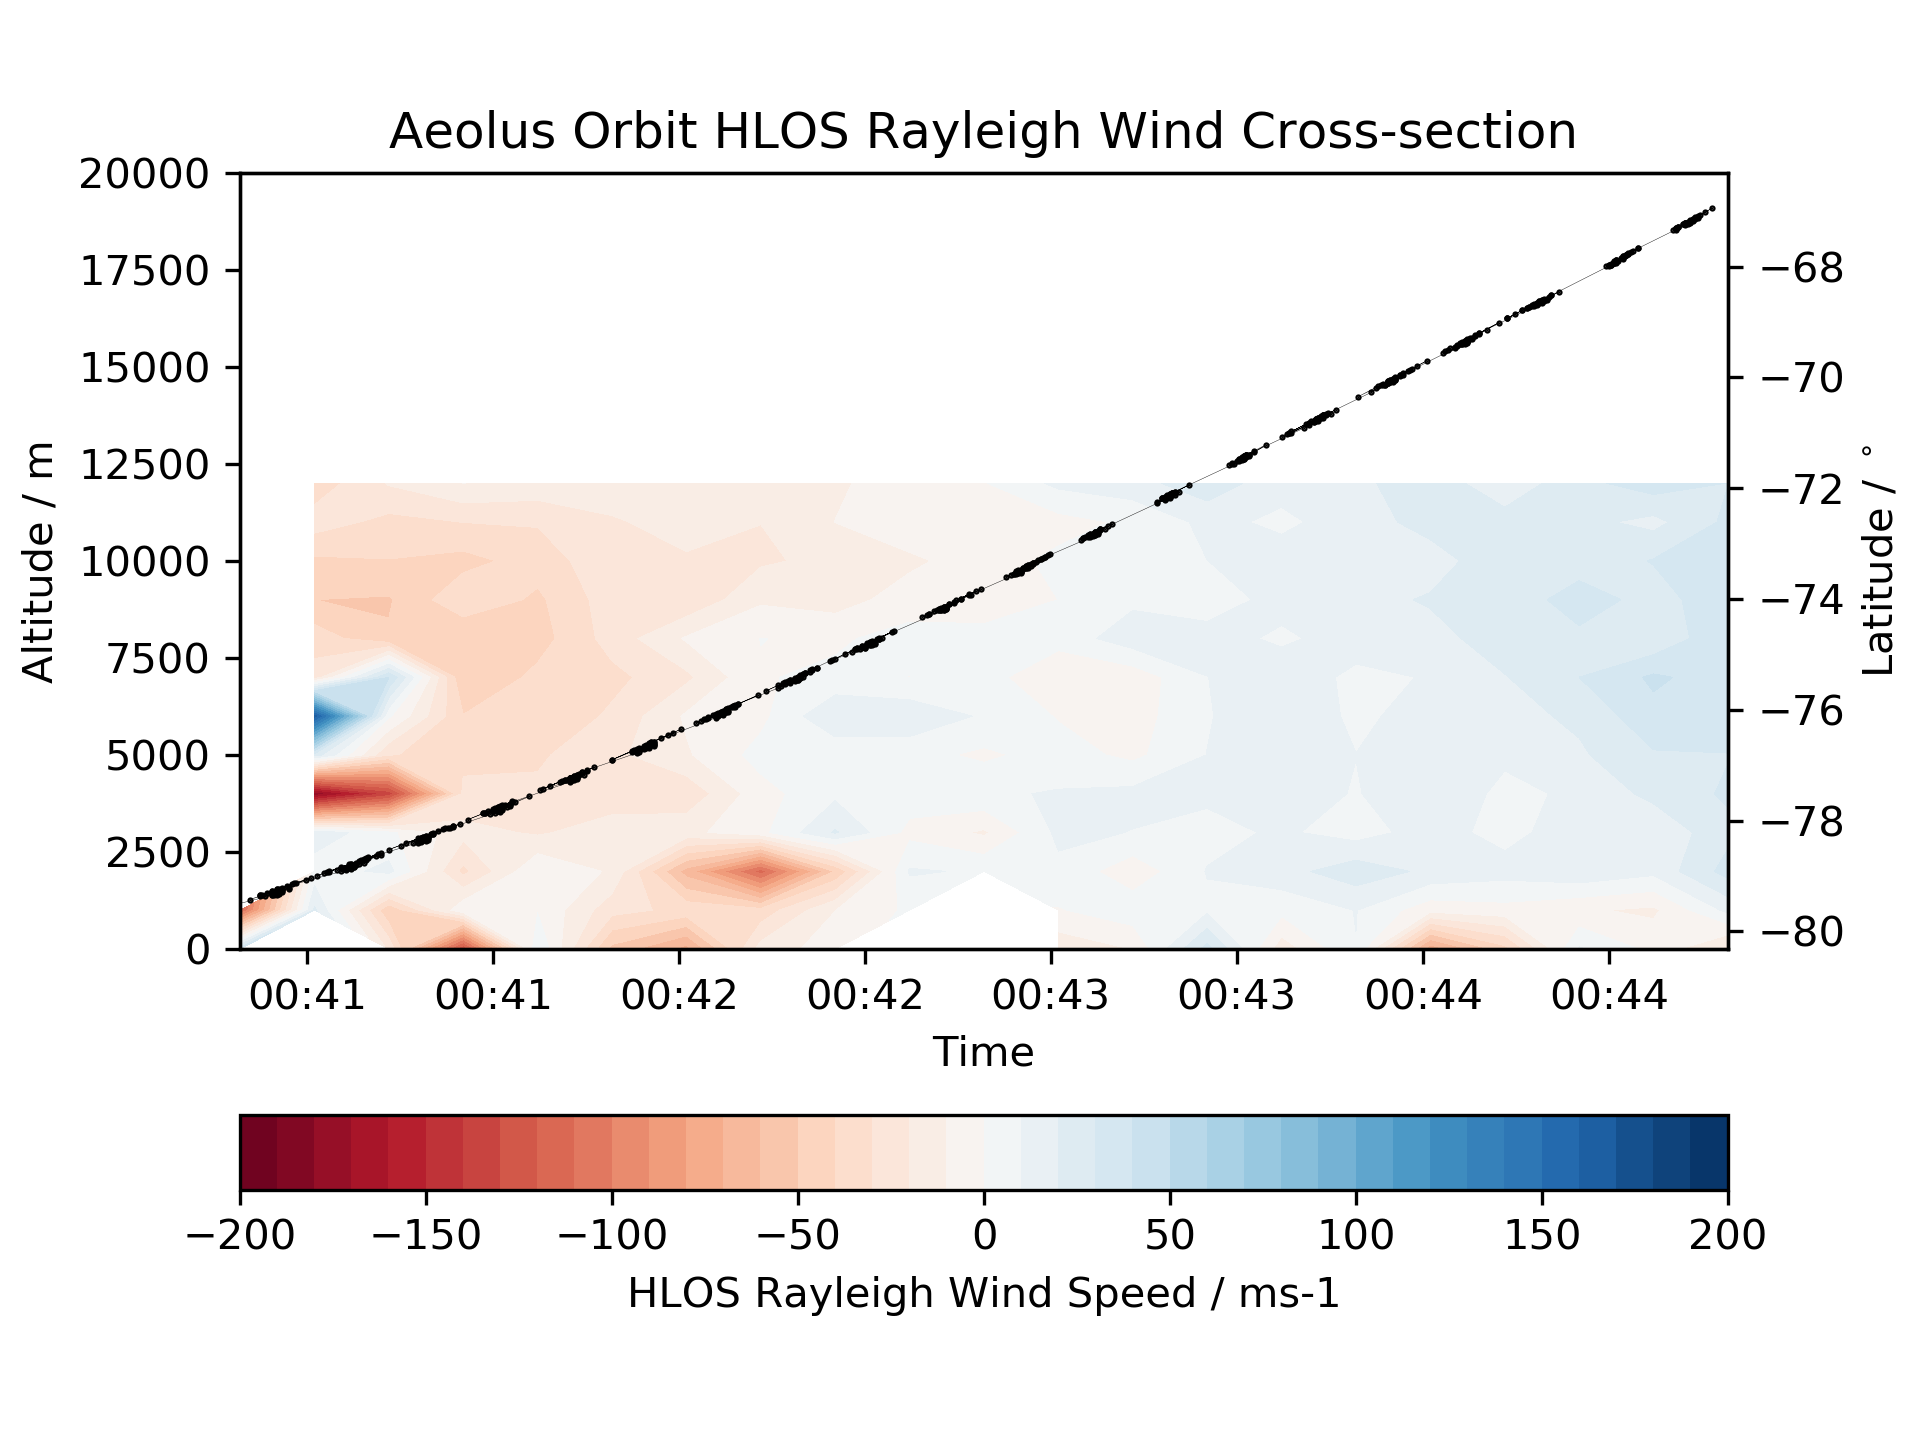 Aeolus Orbit HLOS Rayleigh Wind Cross-section
20000
17500
15000
12500
10000
7500
5000
2500
0
Altitude / m
−68
−70
−72
−74
−76
−78
−80
Latitude / °
00:41 00:41 00:42 00:42 00:43 00:43 00:44 00:44
Time
−200 −150 −100 −50 0 50 100 150 200
HLOS Rayleigh Wind Speed / ms-1